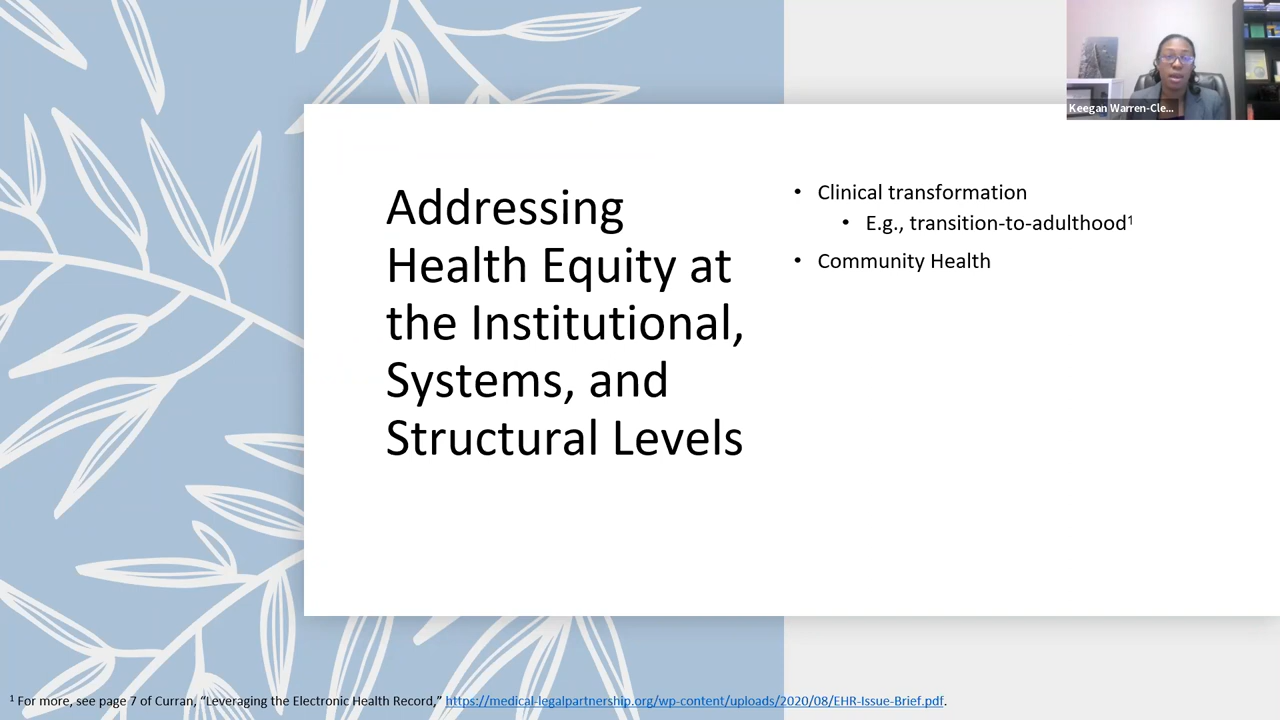 Keegan Warren-Cle...
Addressing
Health Equity at
the Institutional,
Systems, and
Structural Levels
• Clinical transformation
• E.g., transition-to-adulthood¹
• Community Health
¹ For more, see page 7 of Curran, “Leveraging the Electronic Health Record,” https://medical-legalpartnership.org/wp-content/uploads/2020/08/EHR-Issue-Brief.pdf.